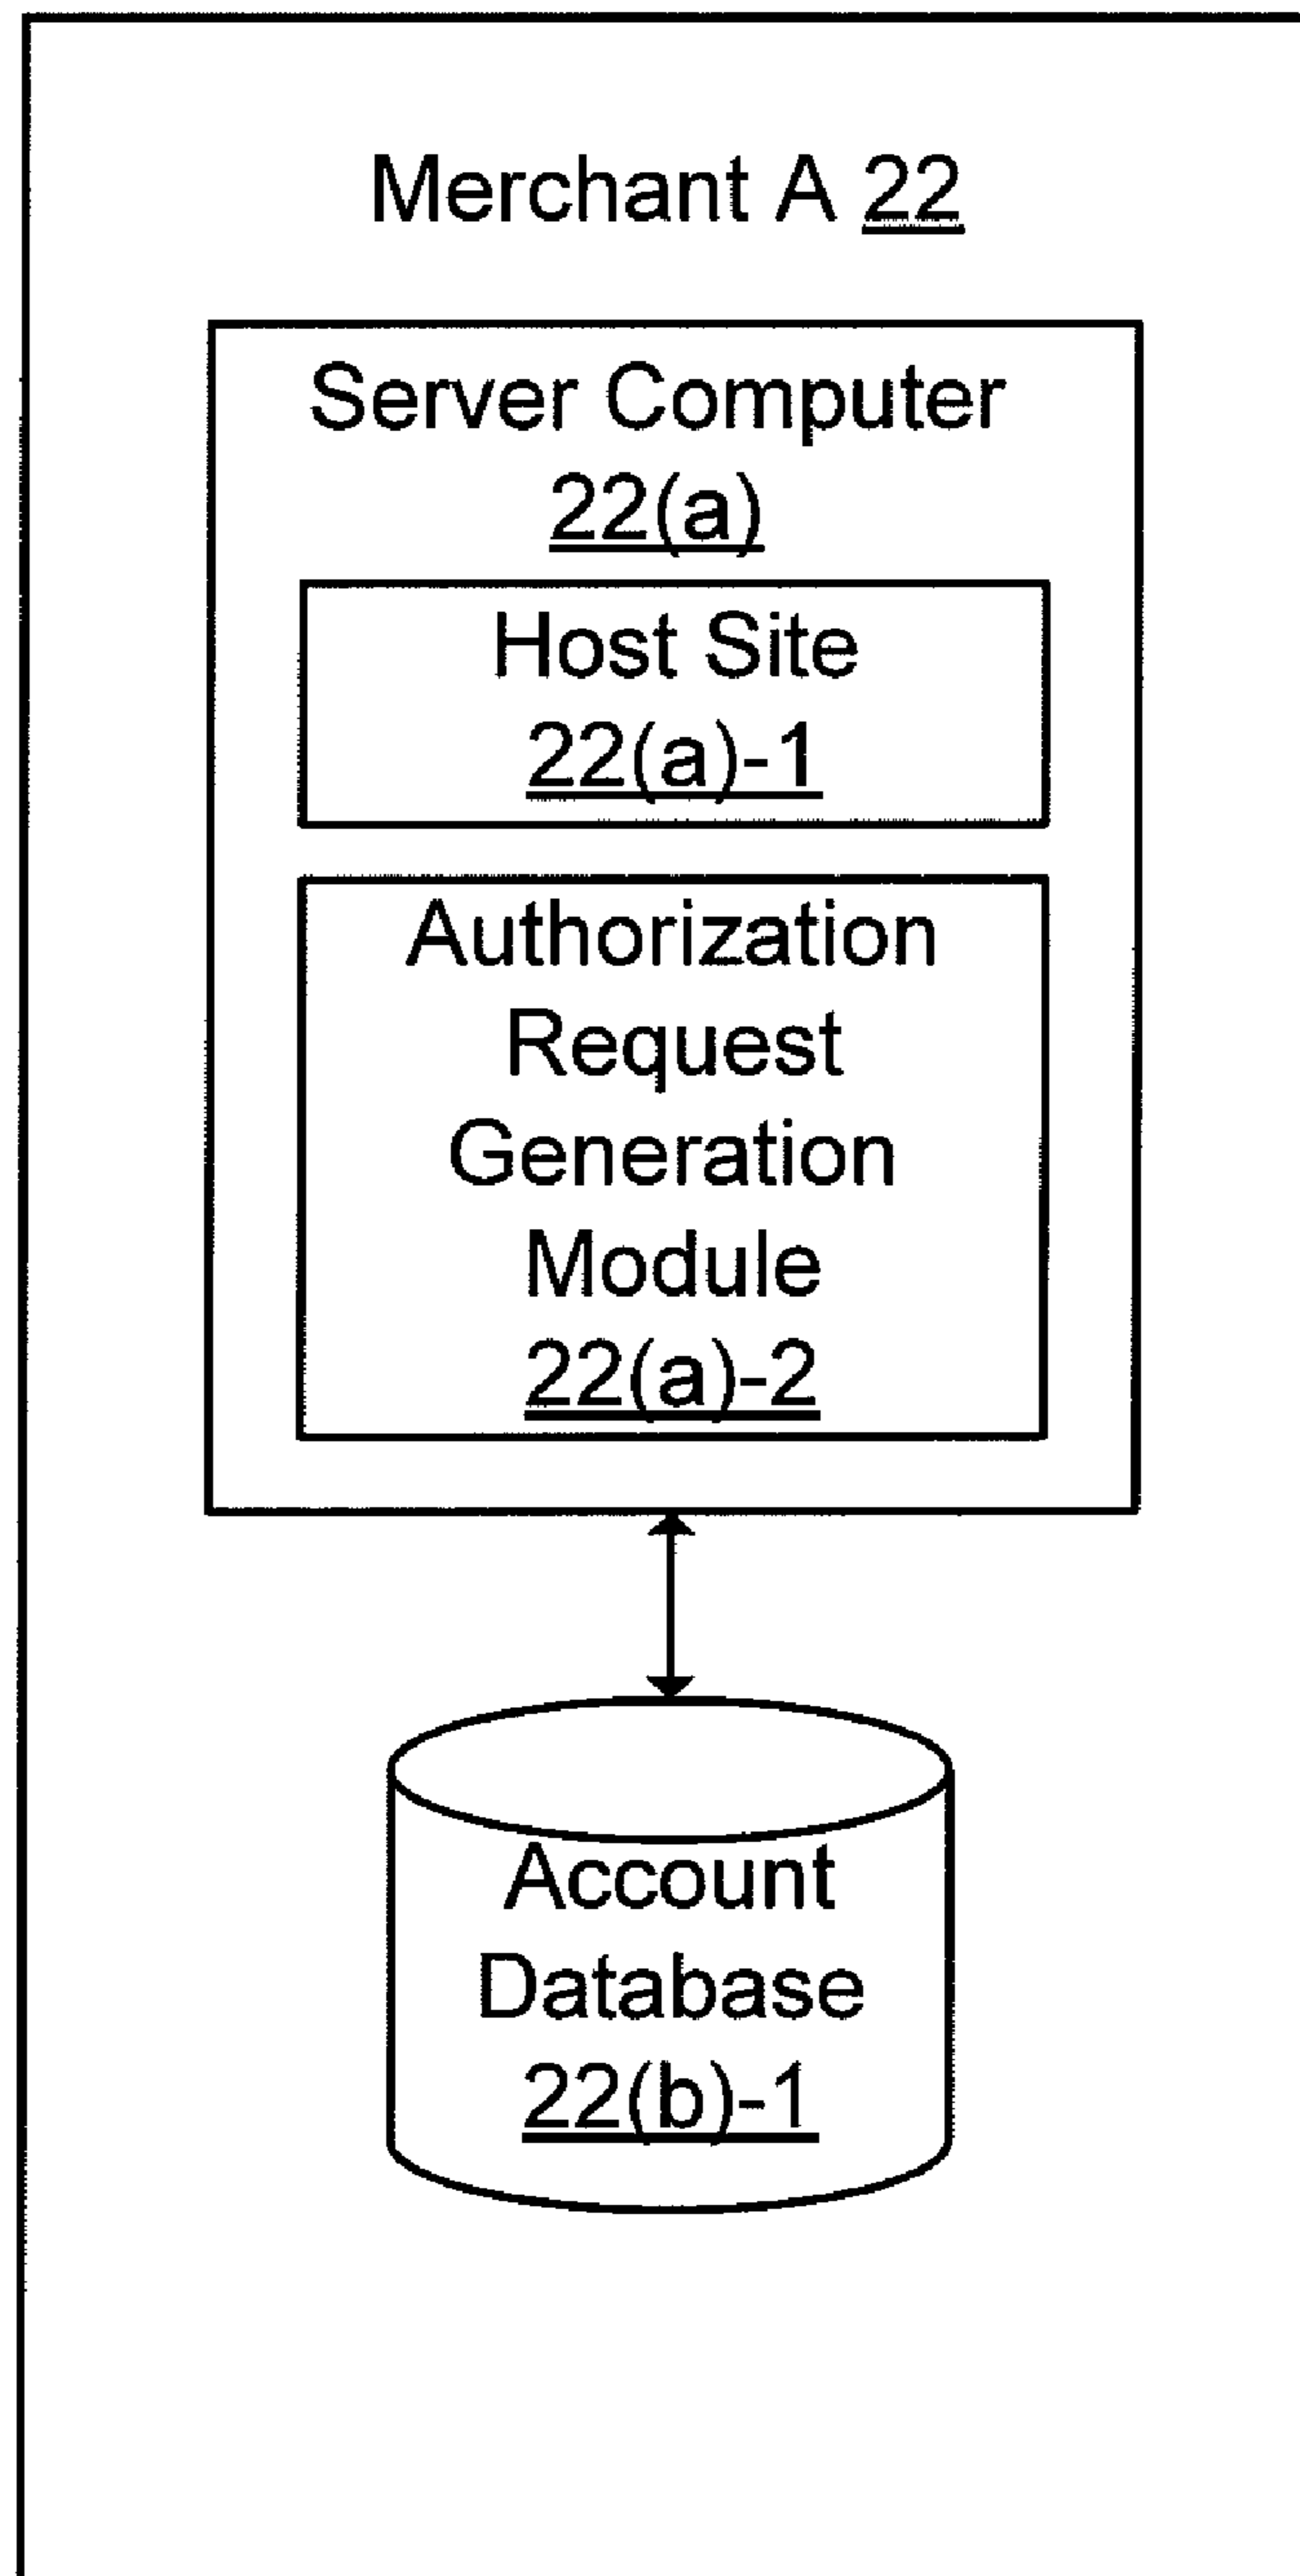 Merchant A 22
Server Computer
22(a)
Host Site
22(a)-1
Authorization
Request
Generation
Module
22(a)-2
Account
Database
22(b)-1